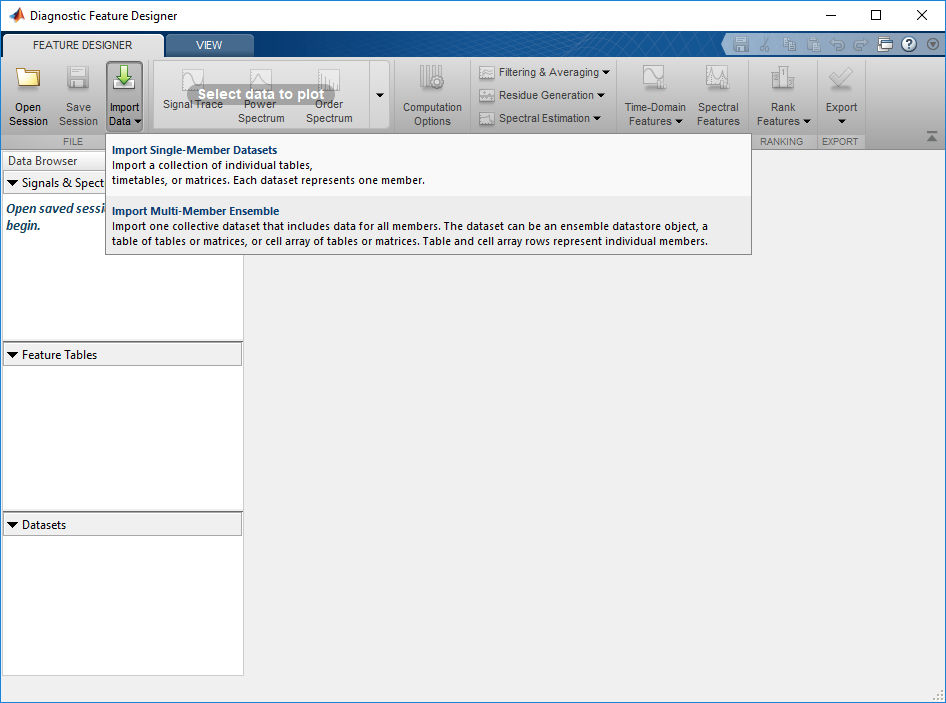 Diagnostic Feature Designer
FEATURE DESIGNER
VIEW
Open
Session
Save
Session
Import
Data
Signal Trace
Power
Spectrum
Order
Spectrum
Select data to plot
Computation
Options
Filtering & Averaging
Residue Generation
Spectral Estimation
Time-Domain
Features
Spectral
Features
Rank
Features
Export
FILE
RANKING
EXPORT
Import Single-Member Datasets
Import a collection of individual tables,
timetables, or matrices. Each dataset represents one member.
Import Multi-Member Ensemble
Import one collective dataset that includes data for all members. The dataset can be an ensemble datastore object, a
table of tables or matrices, or cell array of tables or matrices. Table and cell array rows represent individual members.
Data Browser
Signals & Spect
Open saved sessi
begin.
Feature Tables
Datasets